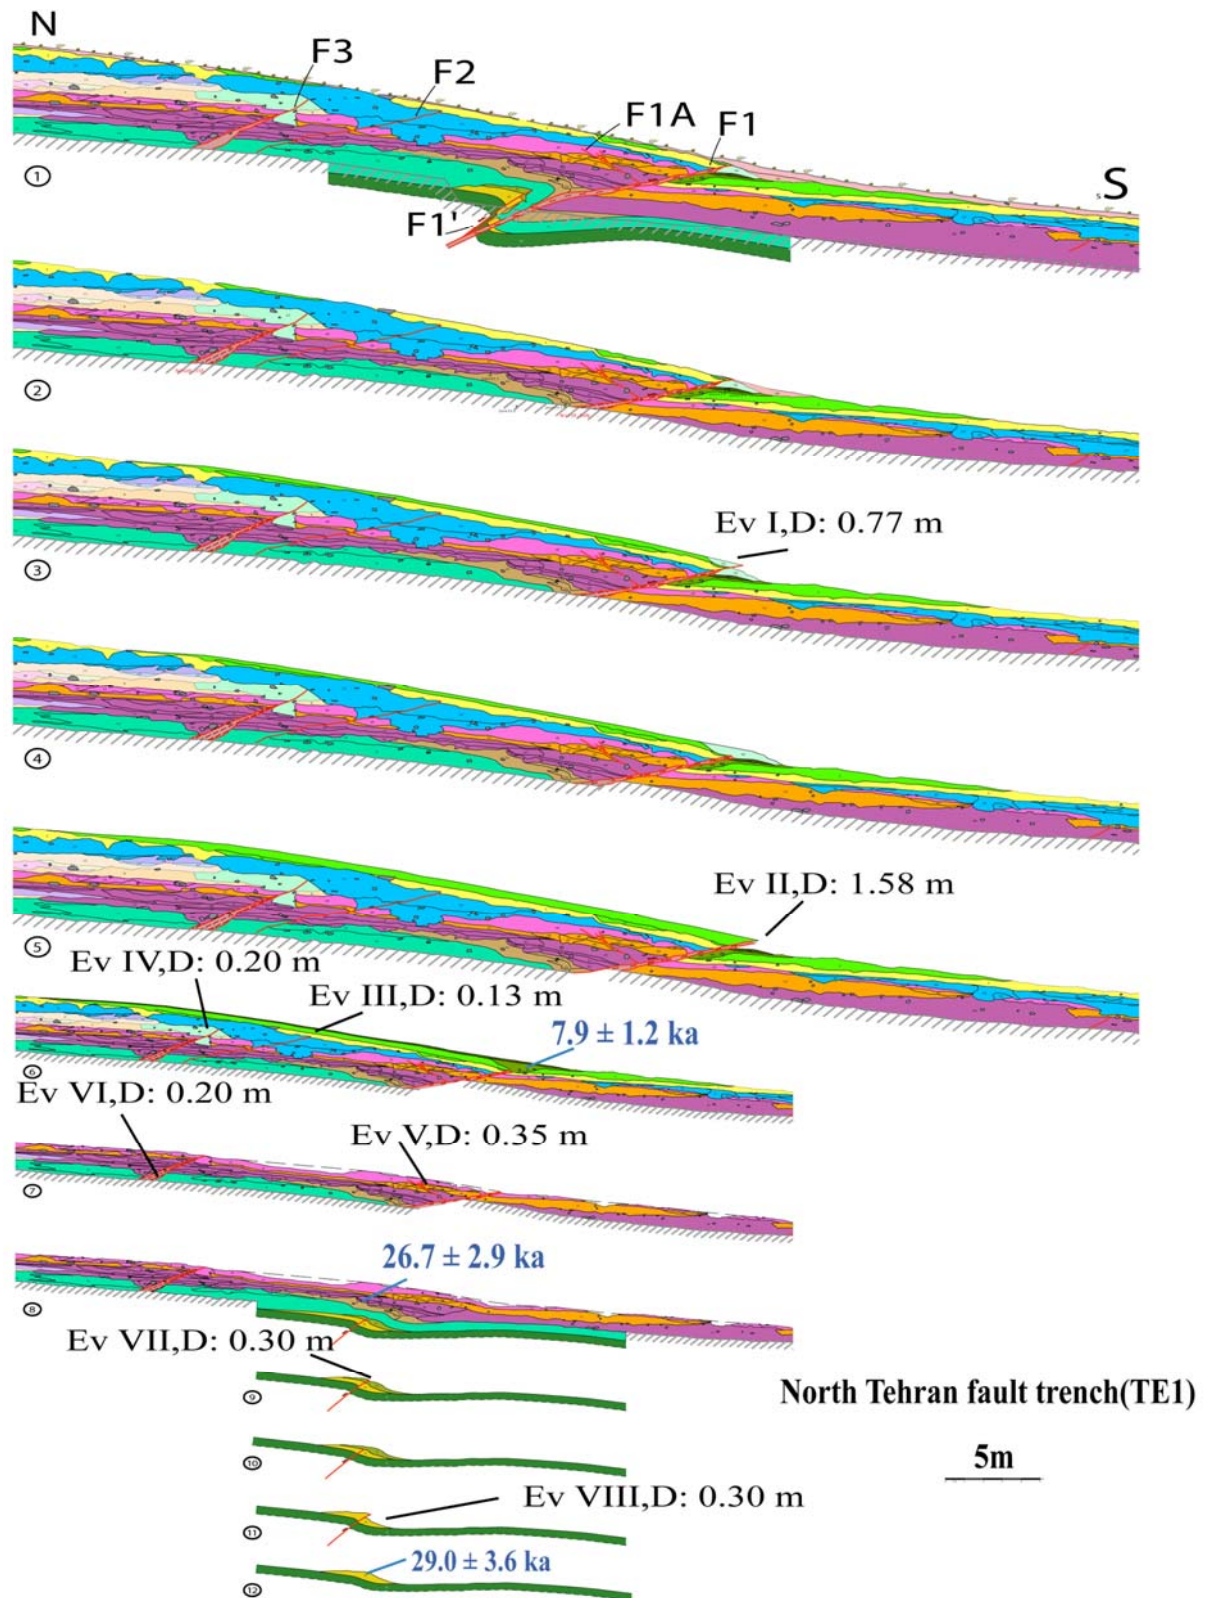 N
F3
F2
F1A
F1
S
F1'
1
2
Ev I,D: 0.77 m
3
4
Ev II,D: 1.58 m
5
Ev IV,D: 0.20 m
Ev III,D: 0.13 m
7.9 ± 1.2 ka
6
Ev VI,D: 0.20 m
Ev V,D: 0.35 m
7
26.7 ± 2.9 ka
8
Ev VII,D: 0.30 m
9
North Tehran fault trench(TE1)
10
5m
Ev VIII,D: 0.30 m
11
29.0 ± 3.6 ka
12